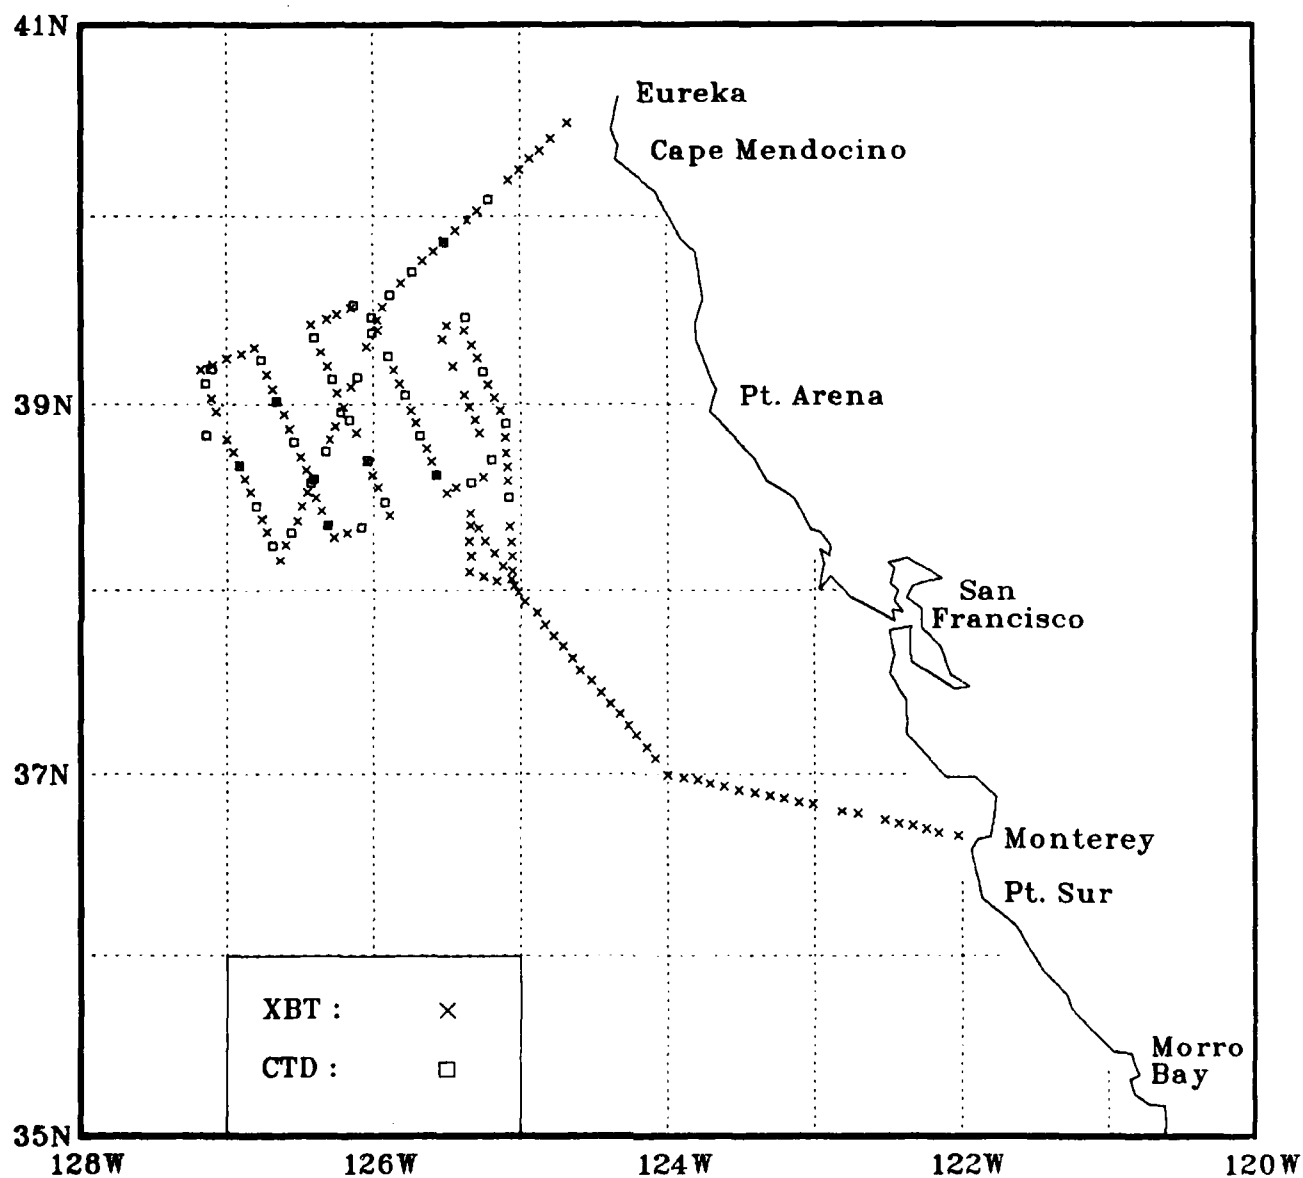 41N
Eureka
Cape Mendocino
39N
Pt. Arena
San
Francisco
37N
Monterey
Pt. Sur
XBT : ×
CTD : □
Morro
Bay
35N
128W 126W 124W 122W 120W